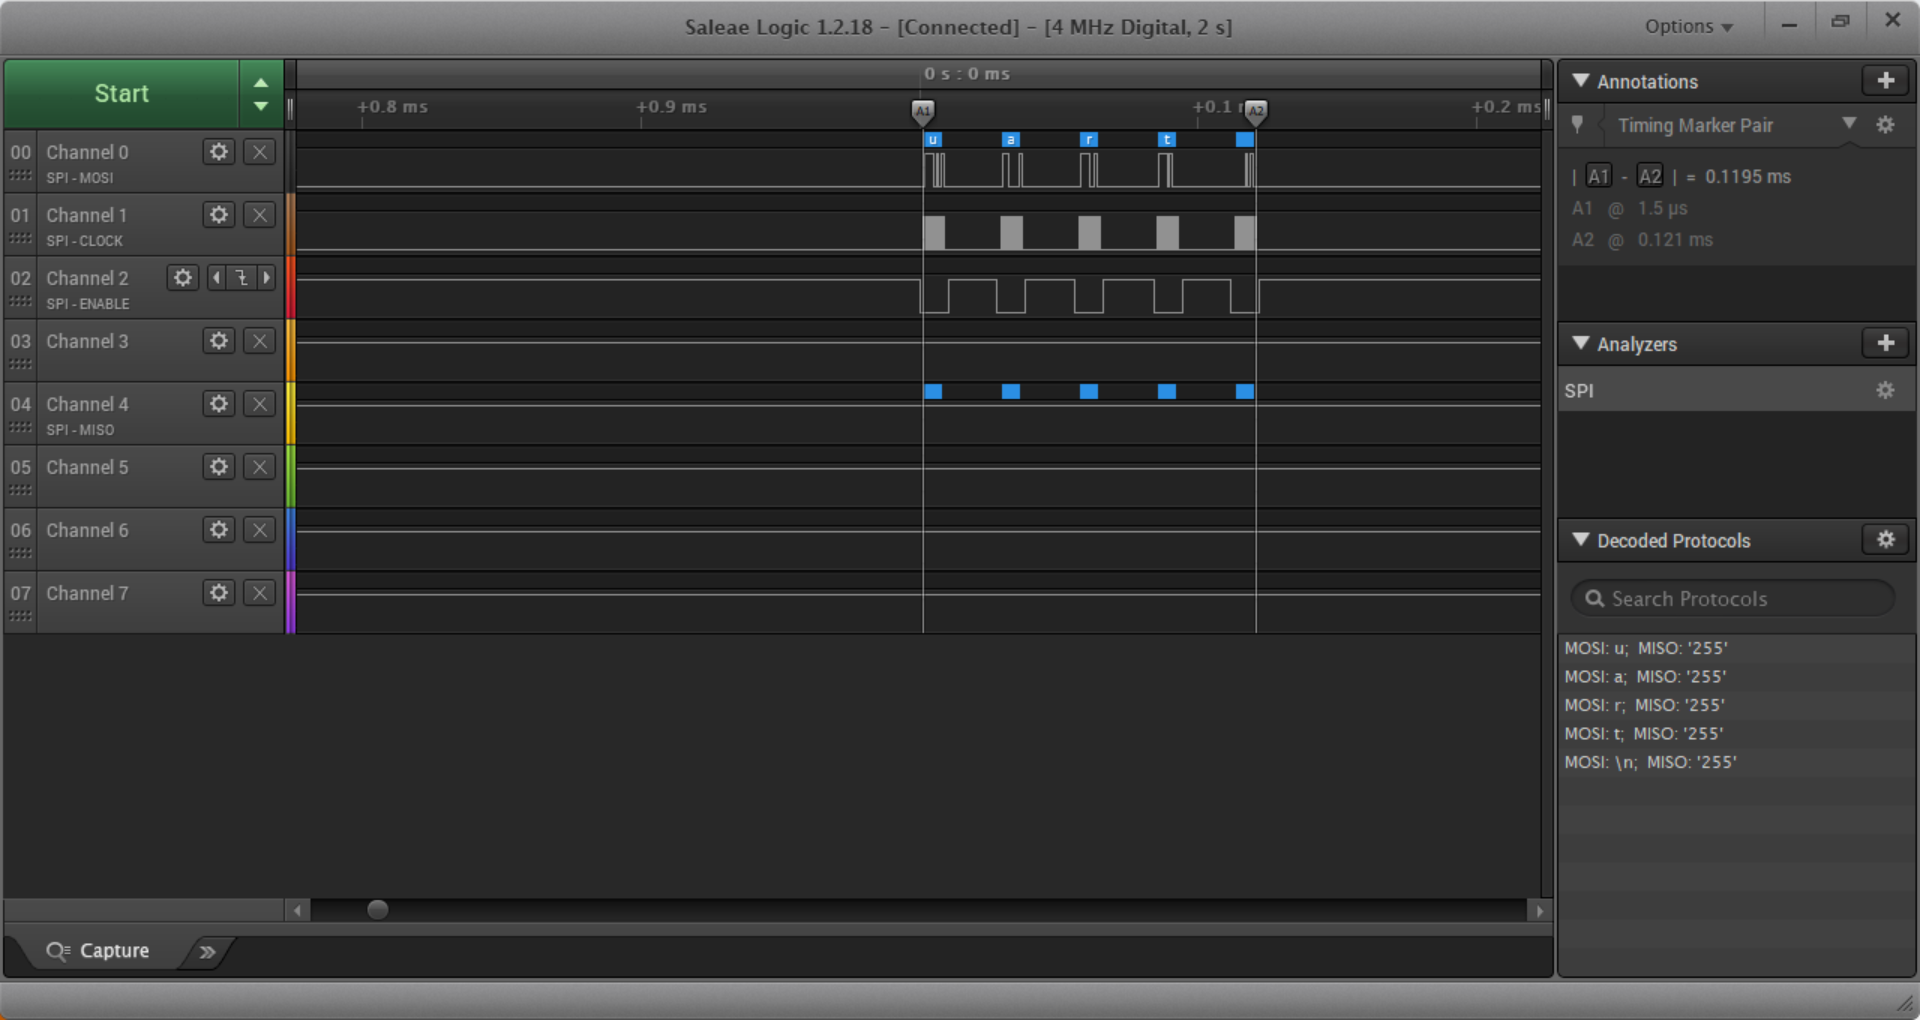 Saleae Logic 1.2.18 - [Connected] - [4 MHz Digital, 2 s]
Options
Start
0 s : 0 ms
+0.8 ms
+0.9 ms
+0.1
+0.2 ms
A1
A2
u
a
r
t
00
Channel 0
SPI - MOSI
01
Channel 1
SPI - CLOCK
02
Channel 2
SPI - ENABLE
03
Channel 3
04
Channel 4
SPI - MISO
05
Channel 5
06
Channel 6
07
Channel 7
Capture
Annotations
Timing Marker Pair
| A1 - A2 | = 0.1195 ms
A1 @ 1.5 µs
A2 @ 0.121 ms
Analyzers
SPI
Decoded Protocols
Search Protocols
MOSI: u; MISO: '255'
MOSI: a; MISO: '255'
MOSI: r; MISO: '255'
MOSI: t; MISO: '255'
MOSI: \n; MISO: '255'